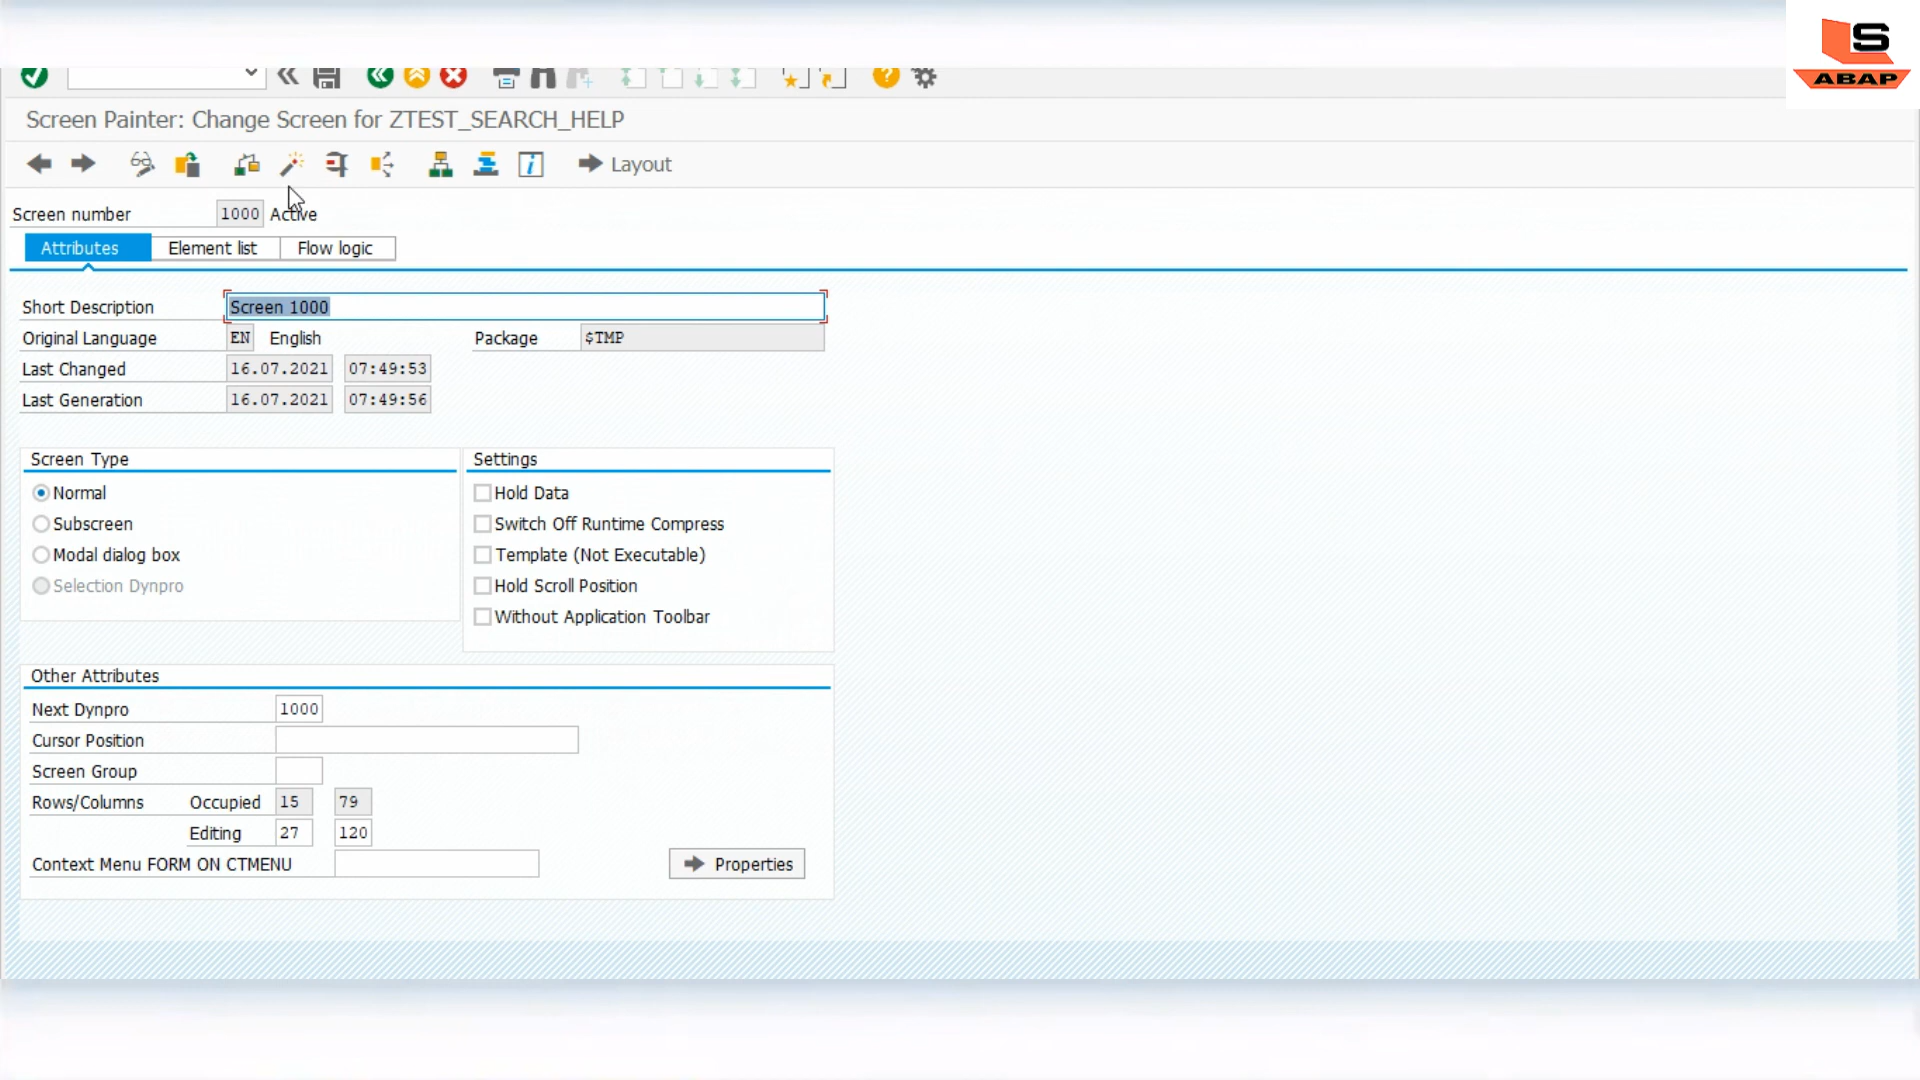 S
ABAP
Screen Painter: Change Screen for ZTEST_SEARCH_HELP
Layout
Screen number 1000 Active
Attributes Element list Flow logic
Short Description Screen 1000
Original Language EN English Package $TMP
Last Changed 16.07.2021 07:49:53
Last Generation 16.07.2021 07:49:56
Screen Type Settings
Normal Hold Data
Subscreen Switch Off Runtime Compress
Modal dialog box Template (Not Executable)
Selection Dynpro Hold Scroll Position
Without Application Toolbar
Other Attributes
Next Dynpro 1000
Cursor Position
Screen Group
Rows/Columns Occupied 15 79
Editing 27 120
Context Menu FORM ON CTMENU Properties